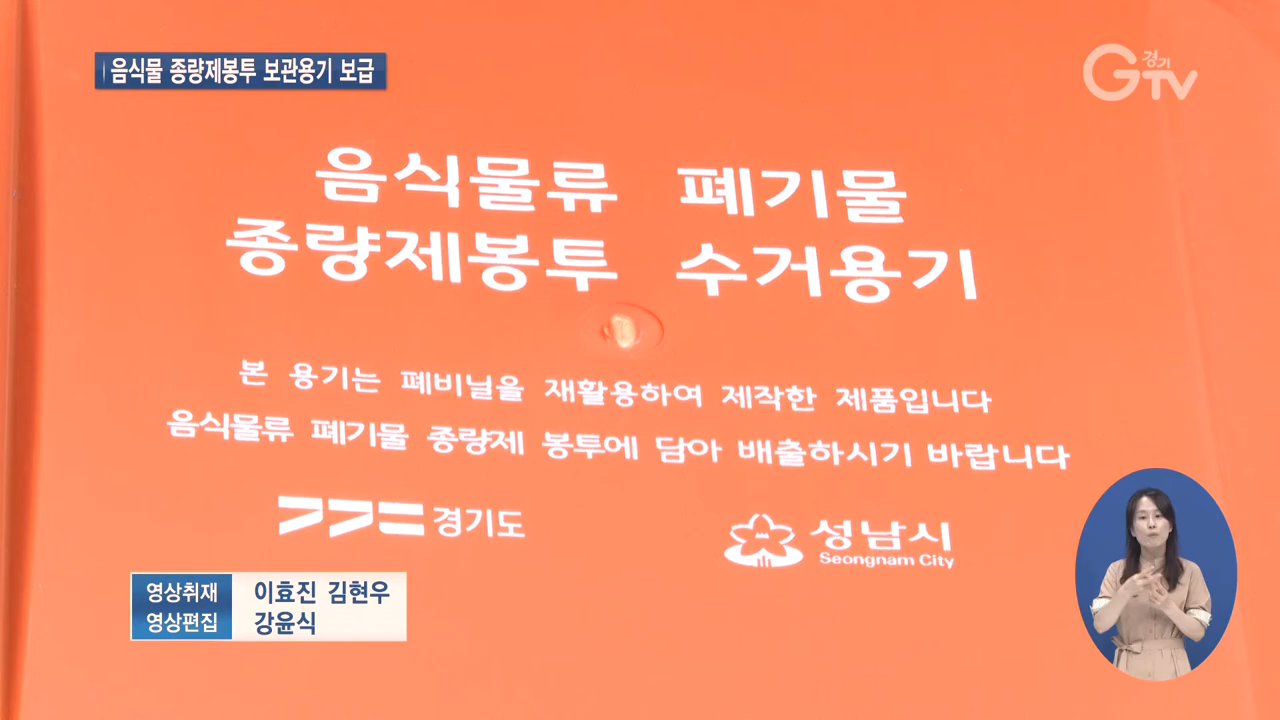 음식물 종량제봉투 보관용기 보급
경기
GTV
음식물류 폐기물
종량제봉투 수거용기
본 용기는 폐비닐을 재활용하여 제작한 제품입니다
음식물류 폐기물 종량제 봉투에 담아 배출하시기 바랍니다
경기도
성남시
Seongnam City
영상취재 이효진 김현우
영상편집 강윤식